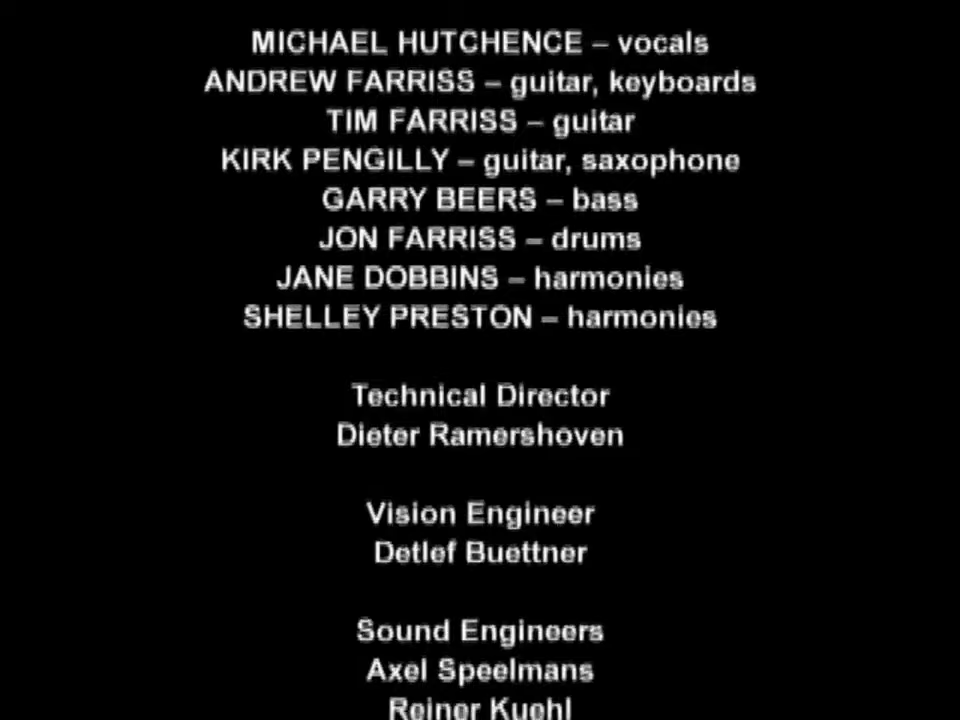 MICHAEL HUTCHENCE – vocals
ANDREW FARRISS – guitar, keyboards
TIM FARRISS – guitar
KIRK PENGILLY – guitar, saxophone
GARRY BEERS – bass
JON FARRISS – drums
JANE DOBBINS – harmonies
SHELLEY PRESTON – harmonies
Technical Director
Dieter Ramershoven
Vision Engineer
Detlef Buettner
Sound Engineers
Axel Speelmans
Reiner Kuehl